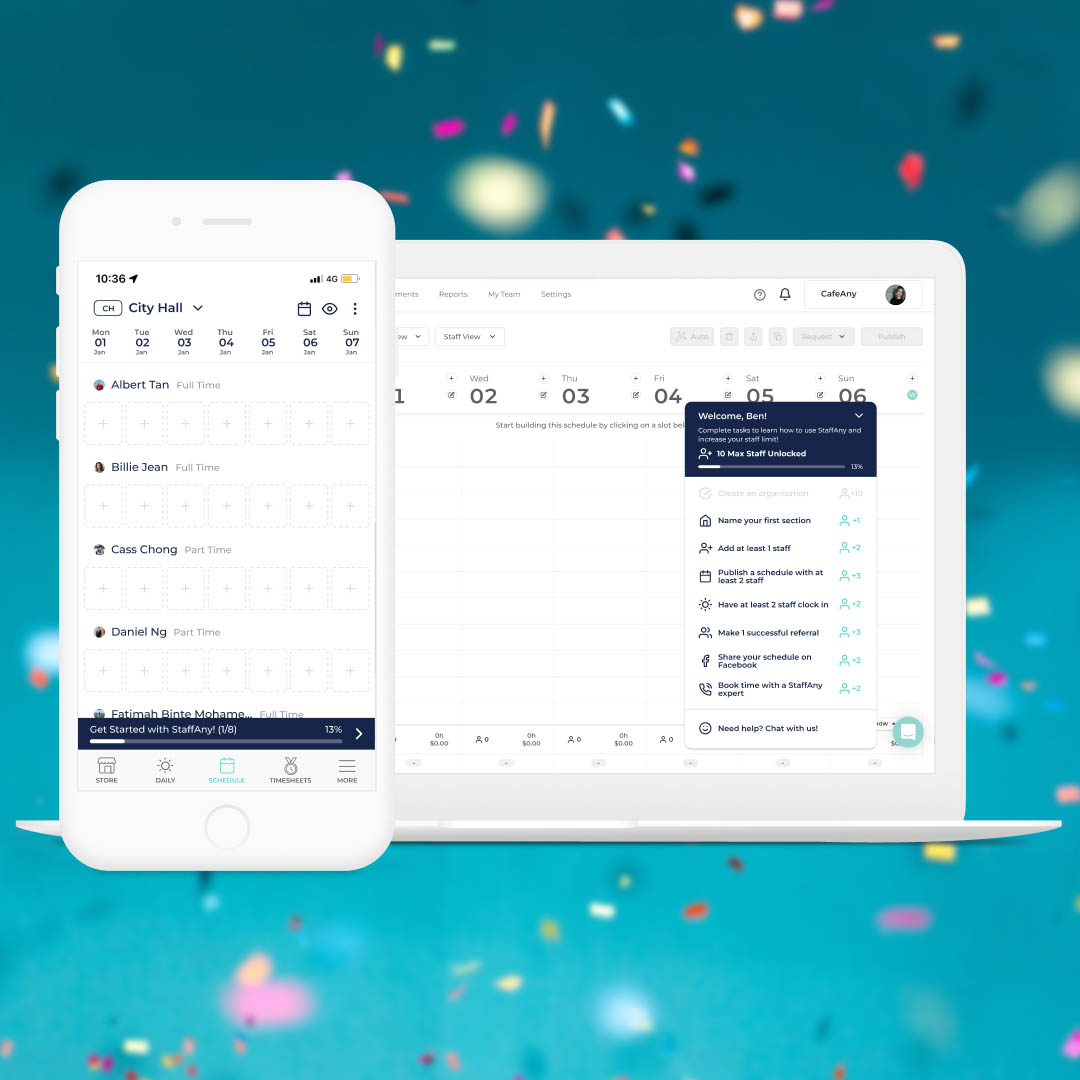 10:36
4G
CH City Hall
Mon Tue Wed Thu Fri Sat Sun
01 02 03 04 05 06 07
Jan Jan Jan Jan Jan Jan Jan
Albert Tan Full Time
+ + + + + + +
Billie Jean Full Time
+ + + + + + +
Cass Chong Part Time
+ + + + + + +
Daniel Ng Part Time
+ + + + + + +
Fatimah Binte Mohame... Full Time
Get Started with StaffAny! (1/8) 13%
STORE DAILY SCHEDULE TIMESHEETS MORE
ments Reports My Team Settings
CafeAny
ow Staff View
Auto Request Publish
+ Wed + Thu + Fri + Sat + Sun +
1 02 03 04 05 06 W
Start building this schedule by clicking on a slot bel
Welcome, Ben!
Complete tasks to learn how to use StaffAny and
increase your staff limit!
10 Max Staff Unlocked
13%
Create an organisation +10
Name your first section +1
Add at least 1 staff +2
Publish a schedule with at
least 2 staff +3
Have at least 2 staff clock in +2
Make 1 successful referral +3
Share your schedule on
Facebook +2
Book time with a StaffAny
expert +2
Need help? Chat with us!
ow
0h 0 0h 0 0h 0
$0.00 $0.00 $0.00
- - - - - -